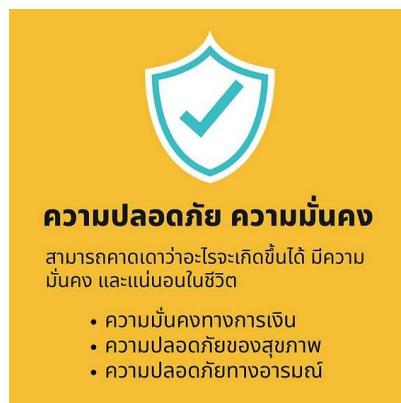 ความปลอดภัย ความมั่นคง
สามารถคาดเดาว่าอะไรจะเกิดขึ้นได้ มีความ
มั่นคง และแน่นอนในชีวิต
• ความมั่นคงทางการเงิน
• ความปลอดภัยของสุขภาพ
• ความปลอดภัยทางอารมณ์